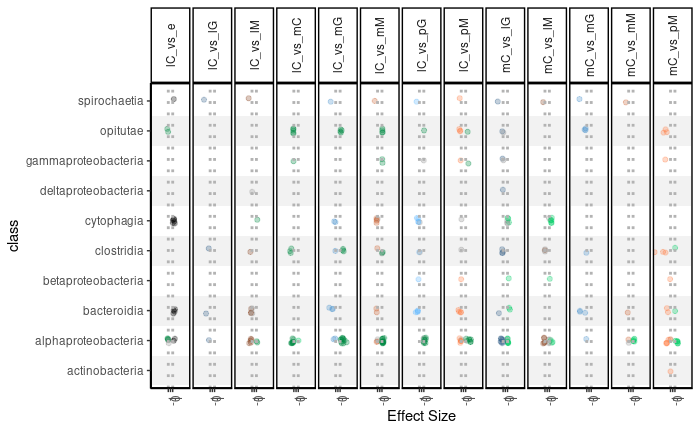 lC_vs_e
lC_vs_lG
lC_vs_lM
lC_vs_mC
lC_vs_mG
lC_vs_mM
lC_vs_pG
lC_vs_pM
mC_vs_lG
mC_vs_lM
mC_vs_mG
mC_vs_mM
mC_vs_pM
class
spirochaetia
opitutae
gammaproteobacteria
deltaproteobacteria
cytophagia
clostridia
betaproteobacteria
bacteroidia
alphaproteobacteria
actinobacteria
Effect Size